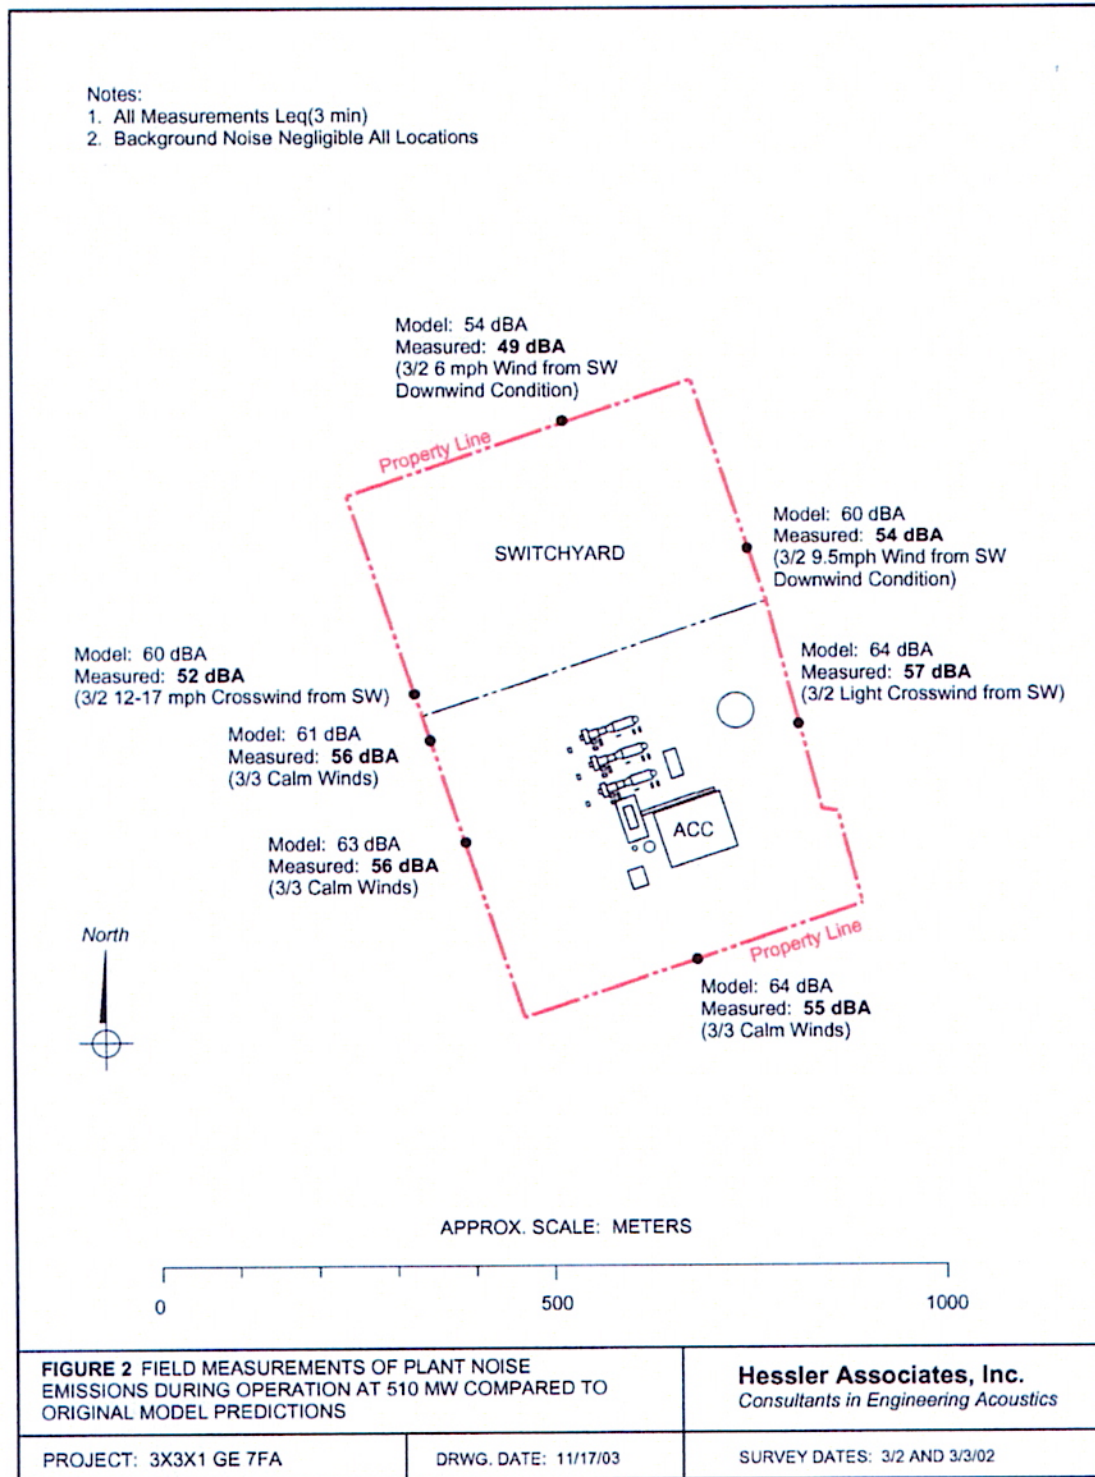 Notes:
1. All Measurements Leq(3 min)
2. Background Noise Negligible All Locations
Model: 54 dBA
Measured: 49 dBA
(3/2 6 mph Wind from SW
Downwind Condition)
Property Line
SWITCHYARD
Model: 60 dBA
Measured: 54 dBA
(3/2 9.5mph Wind from SW
Downwind Condition)
Model: 60 dBA
Measured: 52 dBA
(3/2 12-17 mph Crosswind from SW)
Model: 64 dBA
Measured: 57 dBA
(3/2 Light Crosswind from SW)
Model: 61 dBA
Measured: 56 dBA
(3/3 Calm Winds)
ACC
Model: 63 dBA
Measured: 56 dBA
(3/3 Calm Winds)
North
Property Line
Model: 64 dBA
Measured: 55 dBA
(3/3 Calm Winds)
APPROX. SCALE: METERS
0 500 1000
FIGURE 2 FIELD MEASUREMENTS OF PLANT NOISE
EMISSIONS DURING OPERATION AT 510 MW COMPARED TO
ORIGINAL MODEL PREDICTIONS
Hessler Associates, Inc.
Consultants in Engineering Acoustics
PROJECT: 3X3X1 GE 7FA
DRWG. DATE: 11/17/03
SURVEY DATES: 3/2 AND 3/3/02